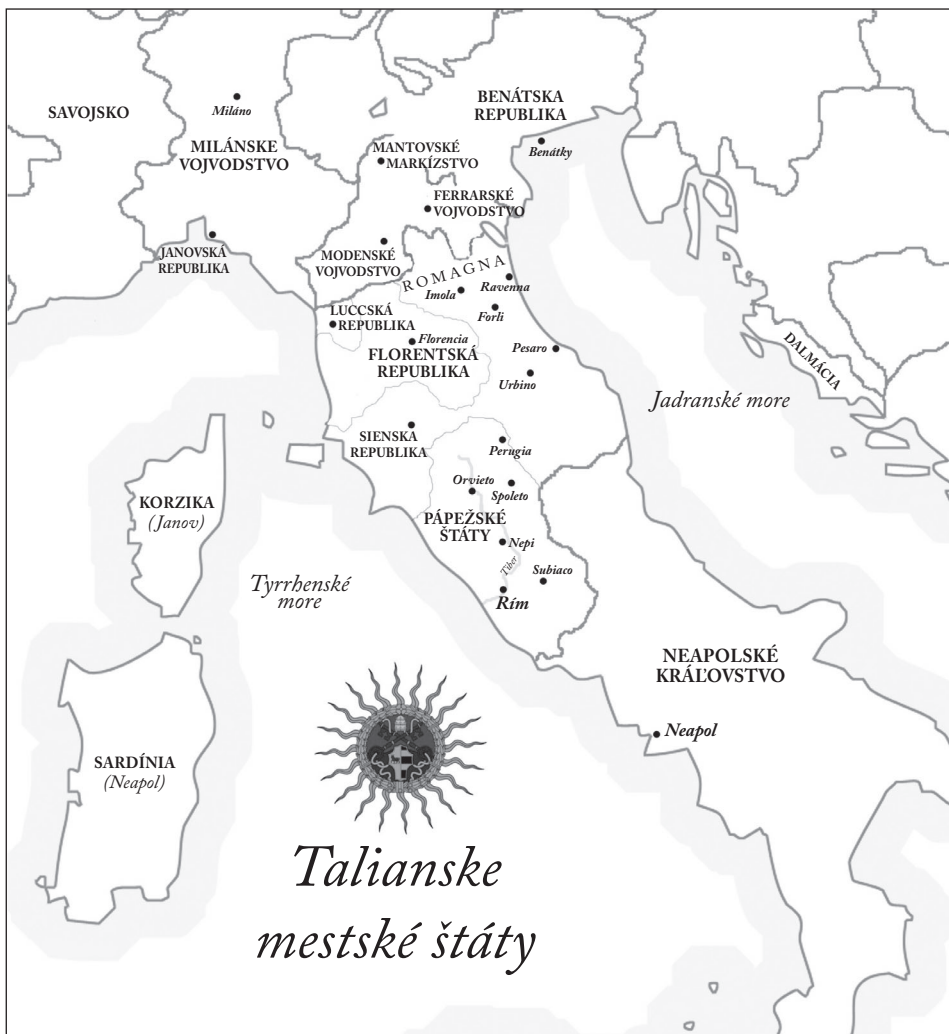 SAVOJSKO
Miláno
MILÁNSKE
VOJVODSTVO
BENÁTSKA
REPUBLIKA
Benátky
MANTOVSKÉ
MARKÍZSTVO
FERRARSKÉ
VOJVODSTVO
JANOVSKÁ
REPUBLIKA
MODENSKÉ
VOJVODSTVO
ROMAGNA
Imola
Ravenna
Forli
LUCCSKÁ
REPUBLIKA
Florencia
FLORENTSKÁ
REPUBLIKA
Pesaro
Urbino
DALMÁCIA
Jadranské more
SIENSKA
REPUBLIKA
Perugia
Orvieto
Spoleto
KORZIKA
(Janov)
PÁPEŽSKÉ
ŠTÁTY
Nepi
Tiber
Subiaco
Rím
Tyrrhenské
more
NEAPOLSKÉ
KRÁĽOVSTVO
Neapol
SARDÍNIA
(Neapol)
Talianske
mestské štáty